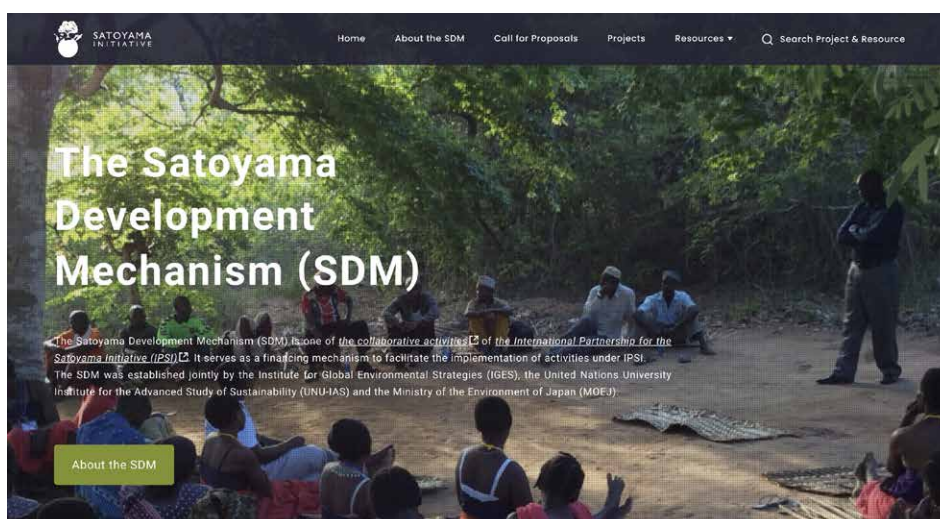 SATOYAMA
INITIATIVE
Home About the SDM Call for Proposals Projects Resources ▾ Search Project & Resource
The Satoyama
Development
Mechanism (SDM)
The Satoyama Development Mechanism (SDM) is one of the collaborative activities of the International Partnership for the
Satoyama Initiative (IPSI). It serves as a financing mechanism to facilitate the implementation of activities under IPSI.
The SDM was established jointly by the Institute for Global Environmental Strategies (IGES), the United Nations University
Institute for the Advanced Study of Sustainability (UNU-IAS) and the Ministry of the Environment of Japan (MOEJ).
About the SDM